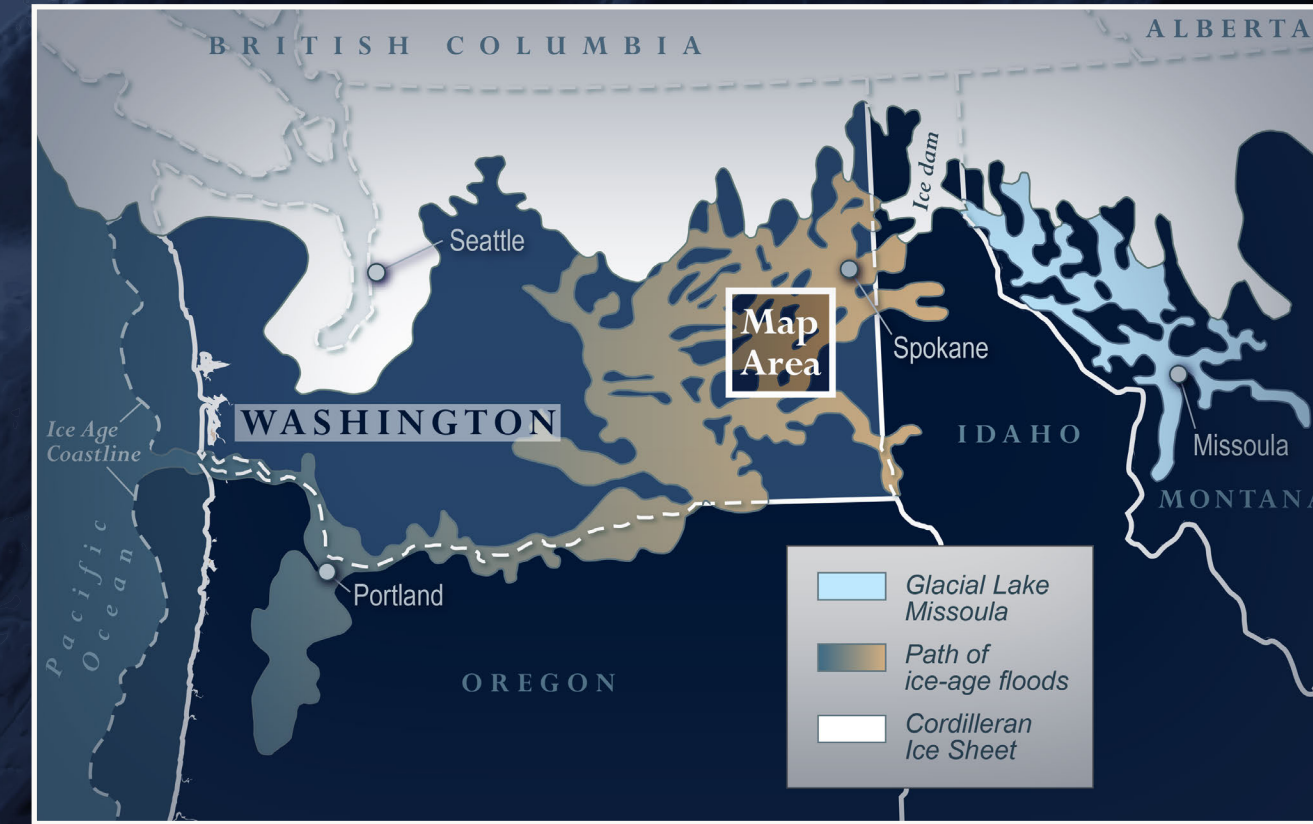 BRITISH COLUMBIA
ALBERTA
Ice dam
Seattle
Map
Area
Spokane
Ice Age
Coastline
WASHINGTON
IDAHO
Missoula
MONTANA
Pacific
Ocean
Portland
OREGON
Glacial Lake
Missoula
Path of
ice-age floods
Cordilleran
Ice Sheet